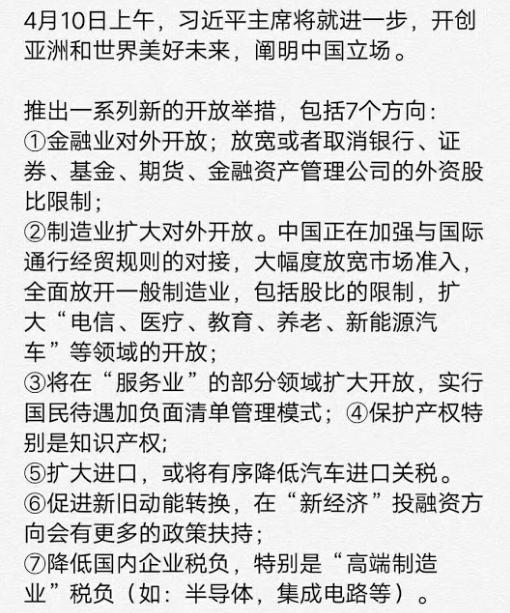 4月10日上午，习近平主席将就进一步，开创
亚洲和世界美好未来，阐明中国立场。
推出一系列新的开放举措，包括7个方向：
①金融业对外开放；放宽或者取消银行、证
券、基金、期货、金融资产管理公司的外资股
比限制；
②制造业扩大对外开放。中国正在加强与国际
通行经贸规则的对接，大幅度放宽市场准入，
全面放开一般制造业，包括股比的限制，扩
大“电信、医疗、教育、养老、新能源汽
车”等领域的开放；
③将在“服务业”的部分领域扩大开放，实行
国民待遇加负面清单管理模式；④保护产权特
别是知识产权;
⑤扩大进口，或将有序降低汽车进口关税。
⑥促进新旧动能转换，在“新经济”投融资方
向会有更多的政策扶持；
⑦降低国内企业税负，特别是“高端制造
业”税负（如：半导体，集成电路等）。